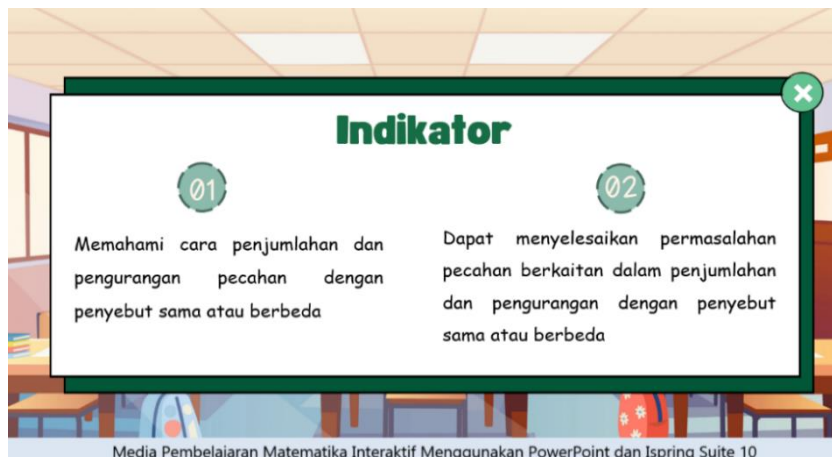 Indikator
01
Memahami cara penjumlahan dan
pengurangan pecahan dengan
penyebut sama atau berbeda
02
Dapat menyelesaikan permasalahan
pecahan berkaitan dalam penjumlahan
dan pengurangan dengan penyebut
sama atau berbeda
Media Pembelajaran Matematika Interaktif Menggunakan PowerPoint dan Ispring Suite 10